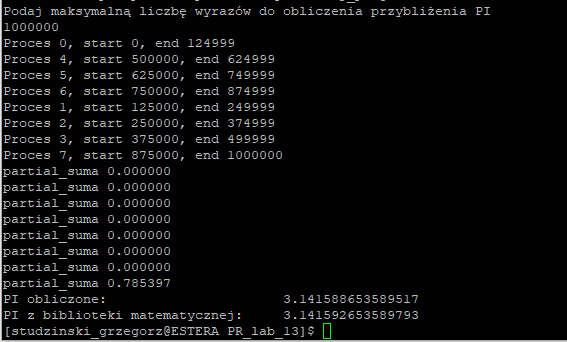 Podaj maksymalną liczbę wyrazów do obliczenia przybliżenia PI
1000000
Proces 0, start 0, end 124999
Proces 4, start 500000, end 624999
Proces 5, start 625000, end 749999
Proces 6, start 750000, end 874999
Proces 1, start 125000, end 249999
Proces 2, start 250000, end 374999
Proces 3, start 375000, end 499999
Proces 7, start 875000, end 1000000
partial_suma 0.000000
partial_suma 0.000000
partial_suma 0.000000
partial_suma 0.000000
partial_suma 0.000000
partial_suma 0.000000
partial_suma 0.000000
partial_suma 0.785397
PI obliczone: 3.141588653589517
PI z biblioteki matematycznej: 3.141592653589793
[studzinski_grzegorz@ESTERA PR_lab_13]$